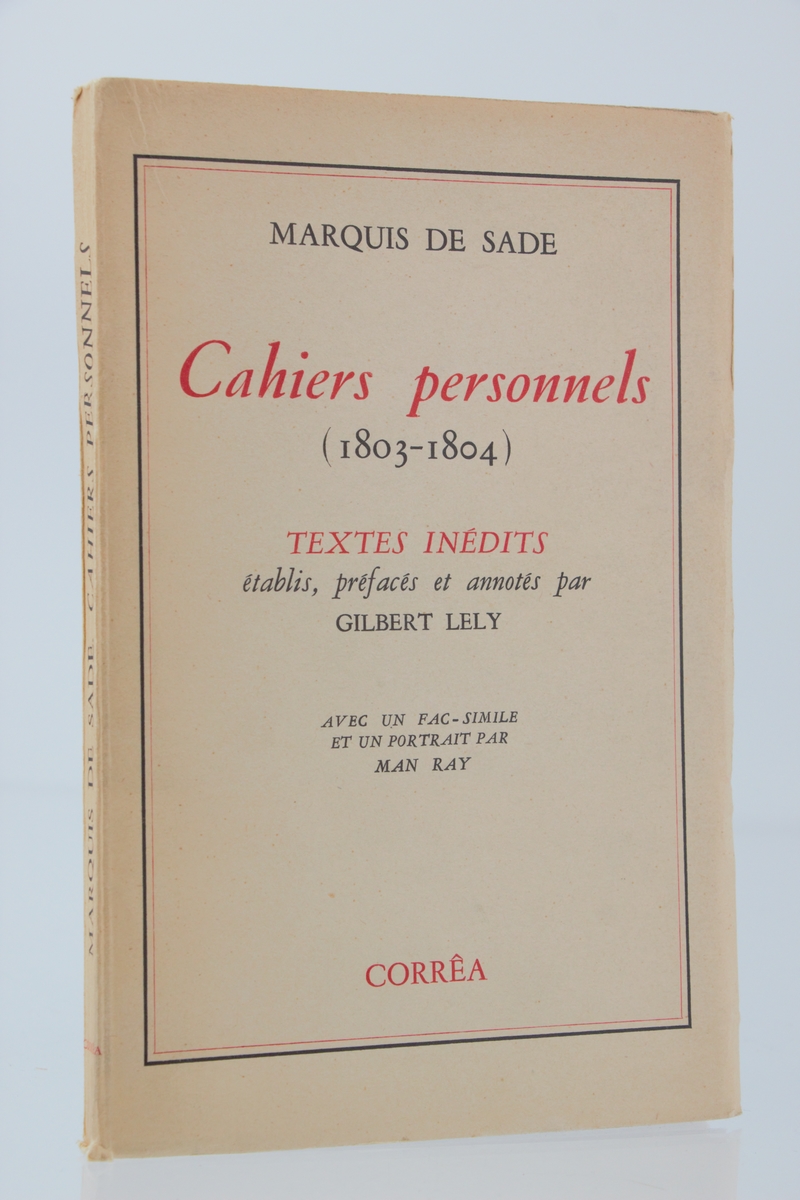 MARQUIS DE SADE
Cahiers personnels
(1803-1804)
TEXTES INÉDITS
établis, préfacés et annotés par
GILBERT LELY
AVEC UN FAC-SIMILE
ET UN PORTRAIT PAR
MAN RAY
CORRÊA
MARQUIS DE SADE CAHIERS PERSONNELS
CORRÊA